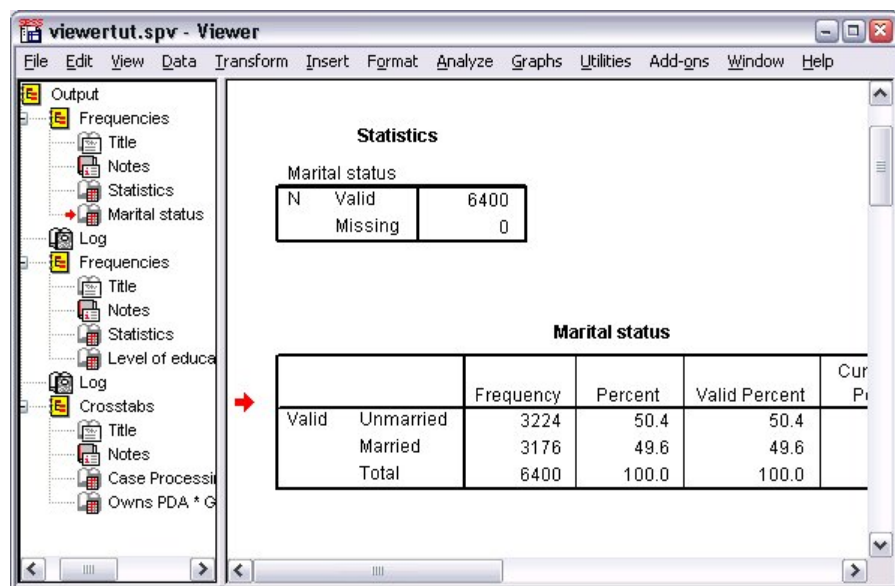 viewertut.spv - Viewer
File Edit View Data Transform Insert Format Analyze Graphs Utilities Add-ons Window Help
Output
Frequencies
Title
Notes
Statistics
Marital status
Log
Frequencies
Title
Notes
Statistics
Level of educa
Log
Crosstabs
Title
Notes
Case Processi
Owns PDA * G
Statistics
Marital status
N Valid 6400
Missing 0
Marital status
Frequency Percent Valid Percent Cur
P
Valid Unmarried 3224 50.4 50.4
Married 3176 49.6 49.6
Total 6400 100.0 100.0